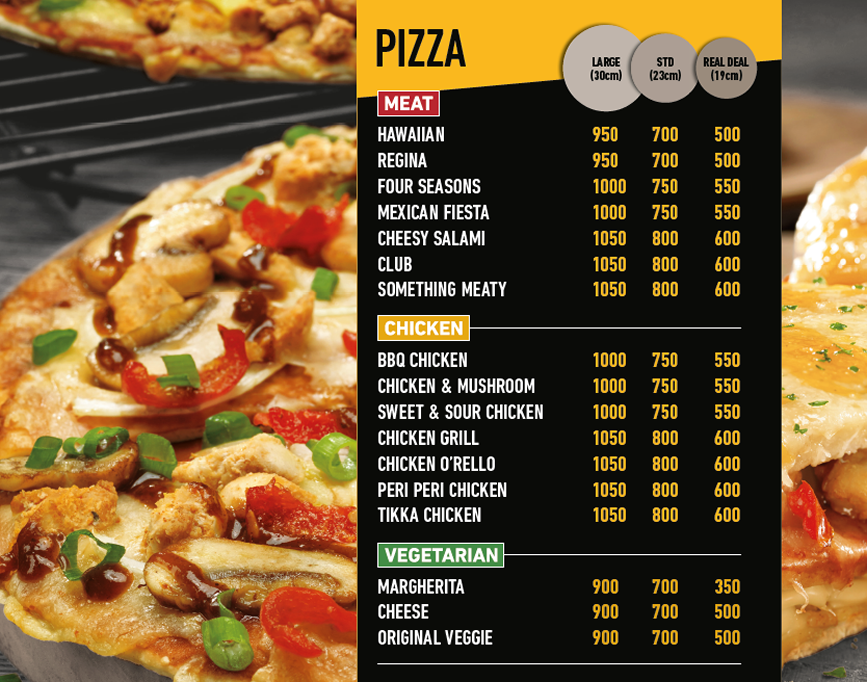 PIZZA
LARGE STD REAL DEAL
(30cm) (23cm) (19cm)
MEAT
HAWAIIAN 950 700 500
REGINA 950 700 500
FOUR SEASONS 1000 750 550
MEXICAN FIESTA 1000 750 550
CHEESY SALAMI 1050 800 600
CLUB 1050 800 600
SOMETHING MEATY 1050 800 600
CHICKEN
BBQ CHICKEN 1000 750 550
CHICKEN & MUSHROOM 1000 750 550
SWEET & SOUR CHICKEN 1000 750 550
CHICKEN GRILL 1050 800 600
CHICKEN O'RELLO 1050 800 600
PERI PERI CHICKEN 1050 800 600
TIKKA CHICKEN 1050 800 600
VEGETARIAN
MARGHERITA 900 700 350
CHEESE 900 700 500
ORIGINAL VEGGIE 900 700 500